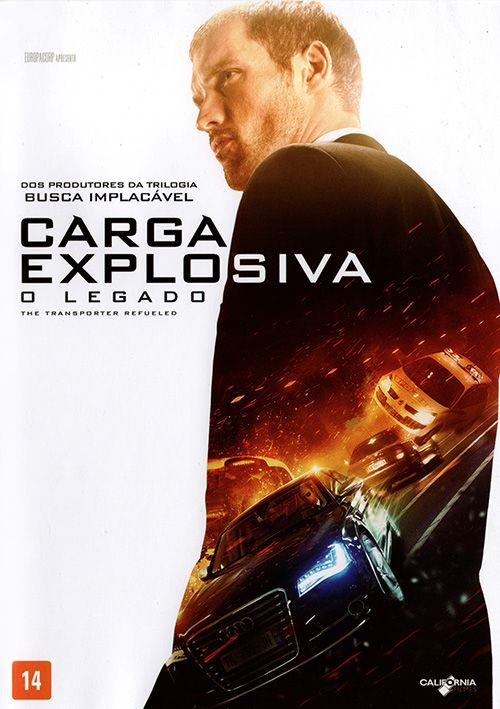 EUROPACORP APRESENTA
DOS PRODUTORES DA TRILOGIA
BUSCA IMPLACÁVEL
CARGA
EXPLOSIVA
O LEGADO
THE TRANSPORTER REFUELED
14
CALIFORNIA
FILMES